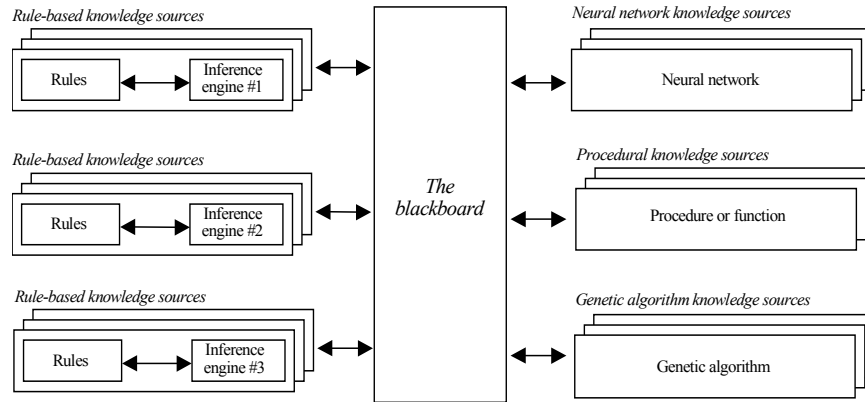 Rule-based knowledge sources
Rules
Inference
engine #1
Rule-based knowledge sources
Rules
Inference
engine #2
Rule-based knowledge sources
Rules
Inference
engine #3
The
blackboard
Neural network knowledge sources
Neural network
Procedural knowledge sources
Procedure or function
Genetic algorithm knowledge sources
Genetic algorithm